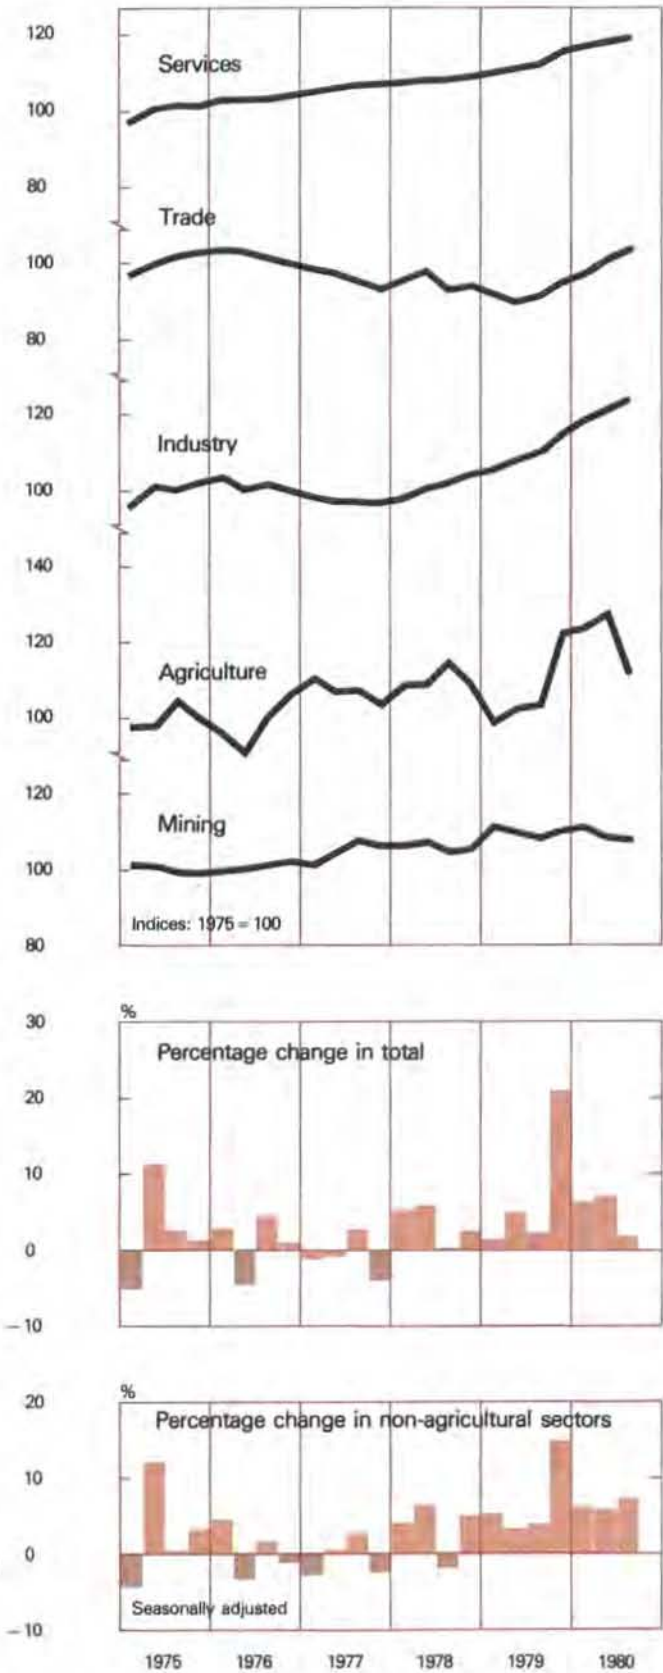 120
Services
100
80
Trade
100
80
120
Industry
100
140
120
Agriculture
100
120
Mining
100
Indices: 1975 = 100
80
%
30
Percentage change in total
20
10
0
−10
%
20
Percentage change in non-agricultural sectors
10
0
Seasonally adjusted
−10
1975 1976 1977 1978 1979 1980